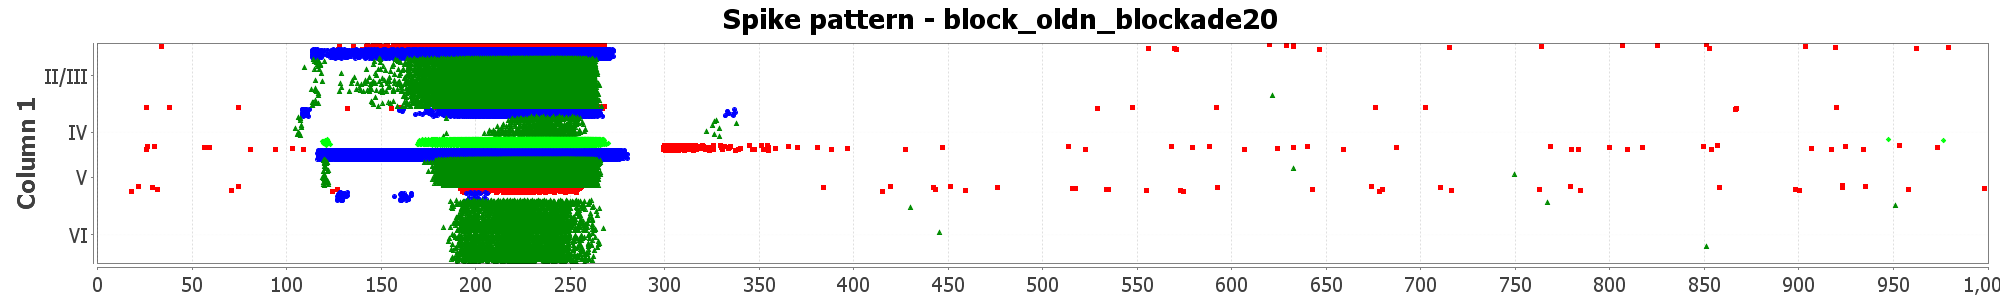 Spike pattern - block_oldn_blockade20
Column 1
II/III
IV
V
VI
0 50 100 150 200 250 300 350 400 450 500 550 600 650 700 750 800 850 900 950 1,00